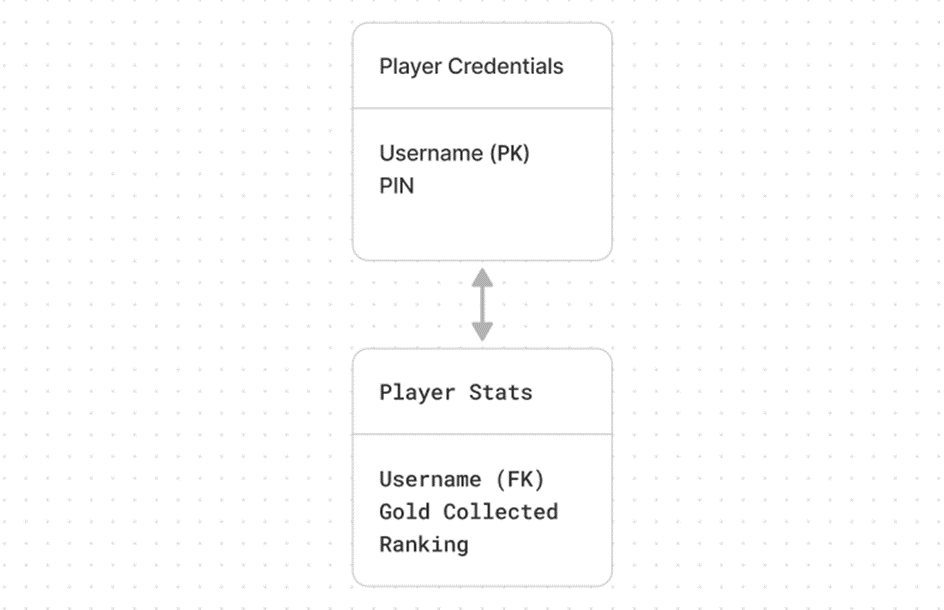 Player Credentials
Username (PK)
PIN
Player Stats
Username (FK)
Gold Collected
Ranking